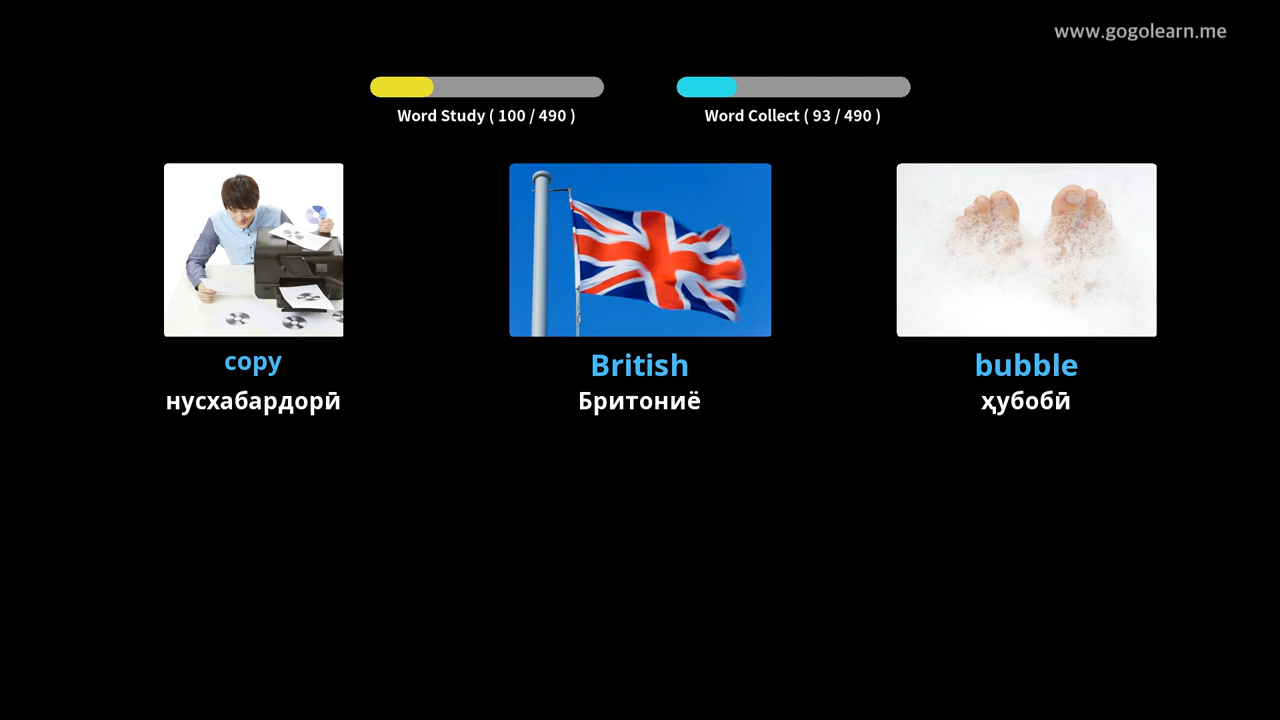 www.gogolearn.me
Word Study ( 100 / 490 )
Word Collect ( 93 / 490 )
copy
British
bubble
нусхабардорӣ
Бритониё
ҳубобӣ